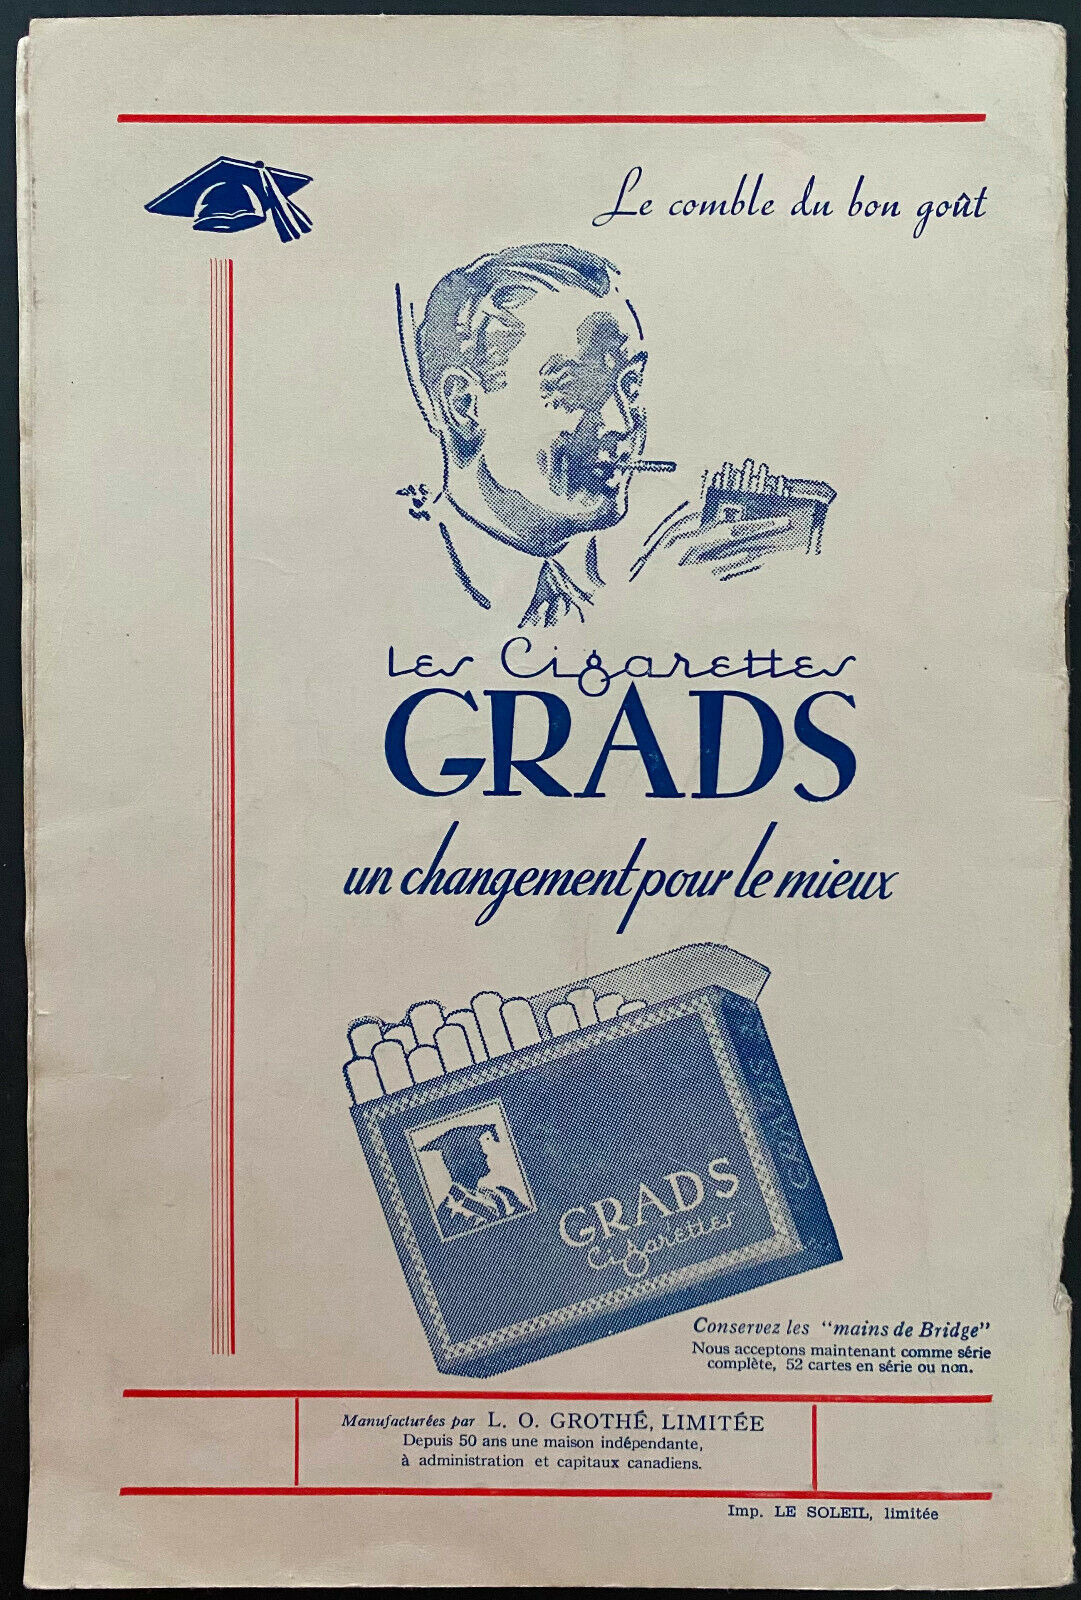 Le comble du bon goût
Les Cigarettes
GRADS
un changement pour le mieux
GRADS
GRADS
Cigarettes
Conservez les "mains de Bridge"
Nous acceptons maintenant comme série
complète, 52 cartes en série ou non.
Manufacturées par L. O. GROTHÉ, LIMITÉE
Depuis 50 ans une maison indépendante,
à administration et capitaux canadiens.
Imp. LE SOLEIL, limitée